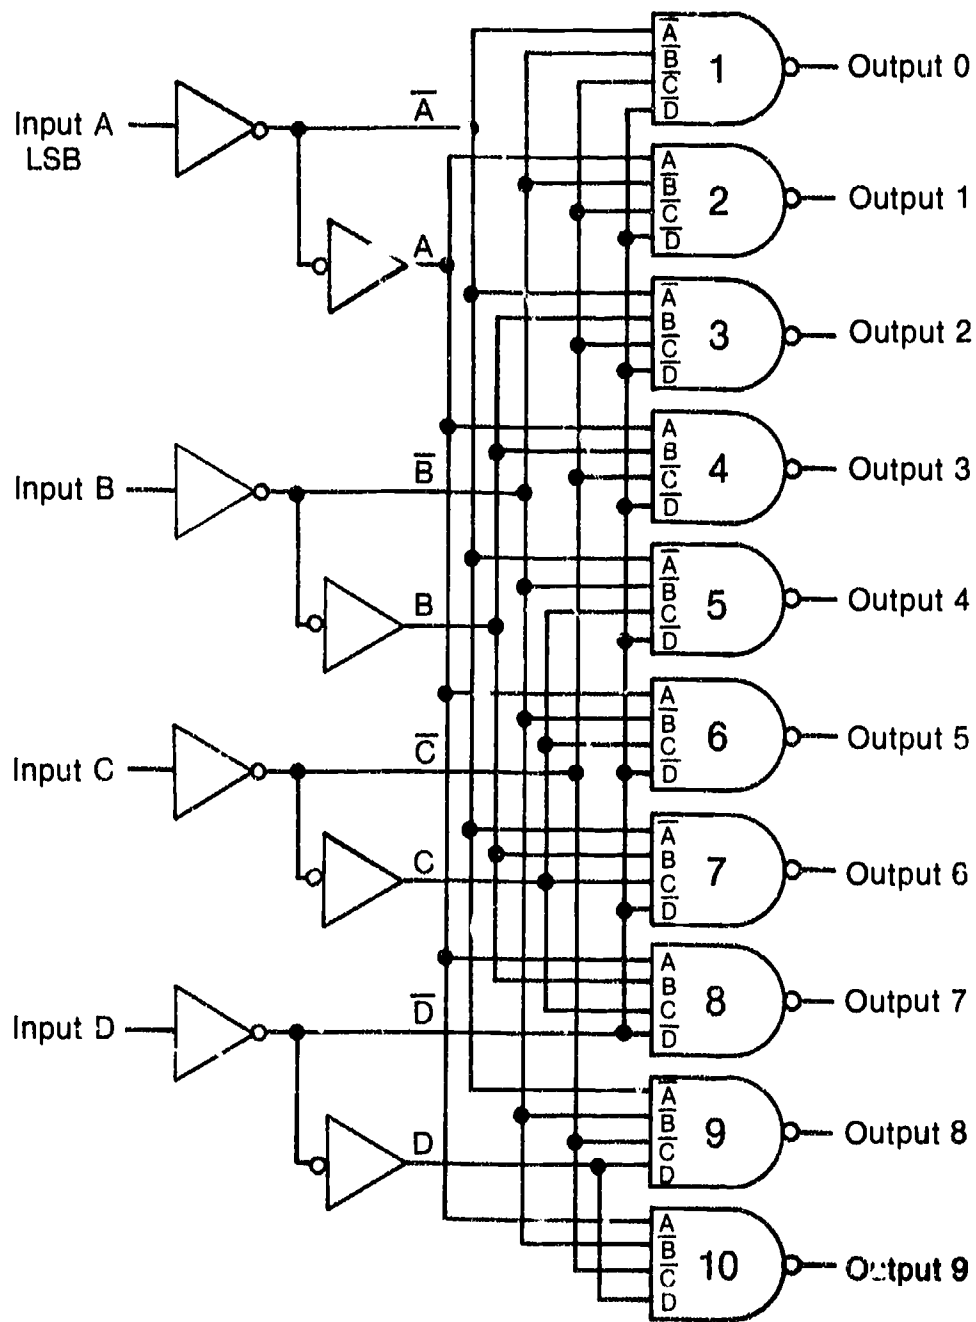 Input A
LSB
A̅
A
Input B
B̅
B
Input C
C̅
C
Input D
D̅
D
A̅
B̅
C̅
D̅
1
Output 0
A
B̅
C̅
D̅
2
Output 1
A̅
B
C̅
D̅
3
Output 2
A
B
C̅
D̅
4
Output 3
A̅
B̅
C
D̅
5
Output 4
A
B̅
C
D̅
6
Output 5
A̅
B
C
D̅
7
Output 6
A
B
C
D̅
8
Output 7
A̅
B̅
C̅
D
9
Output 8
A
B̅
C̅
D
10
Output 9